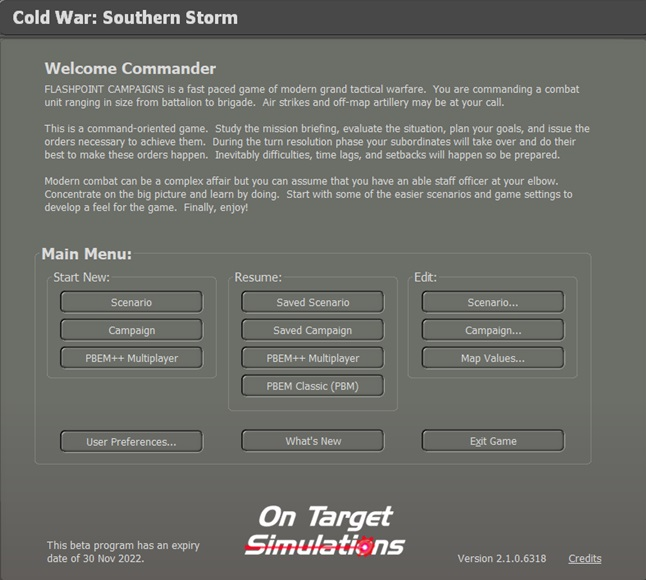 Cold War: Southern Storm
Welcome Commander
FLASHPOINT CAMPAIGNS is a fast paced game of modern grand tactical warfare.  You are commanding a combat
unit ranging in size from battalion to brigade.  Air strikes and off-map artillery may be at your call.
This is a command-oriented game.  Study the mission briefing, evaluate the situation, plan your goals, and issue the
orders necessary to achieve them.  During the turn resolution phase your subordinates will take over and do their
best to make these orders happen.  Inevitably difficulties, time lags, and setbacks will happen so be prepared.
Modern combat can be a complex affair but you can assume that you have an able staff officer at your elbow.
Concentrate on the big picture and learn by doing.  Start with some of the easier scenarios and game settings to
develop a feel for the game.  Finally, enjoy!
Main Menu:
Start New:
Scenario
Campaign
PBEM++ Multiplayer
Resume:
Saved Scenario
Saved Campaign
PBEM++ Multiplayer
PBEM Classic (PBM)
Edit:
Scenario...
Campaign...
Map Values...
User Preferences...
What's New
Exit Game
On Target
Simulations
This beta program has an expiry
date of 30 Nov 2022.
Version 2.1.0.6318
Credits